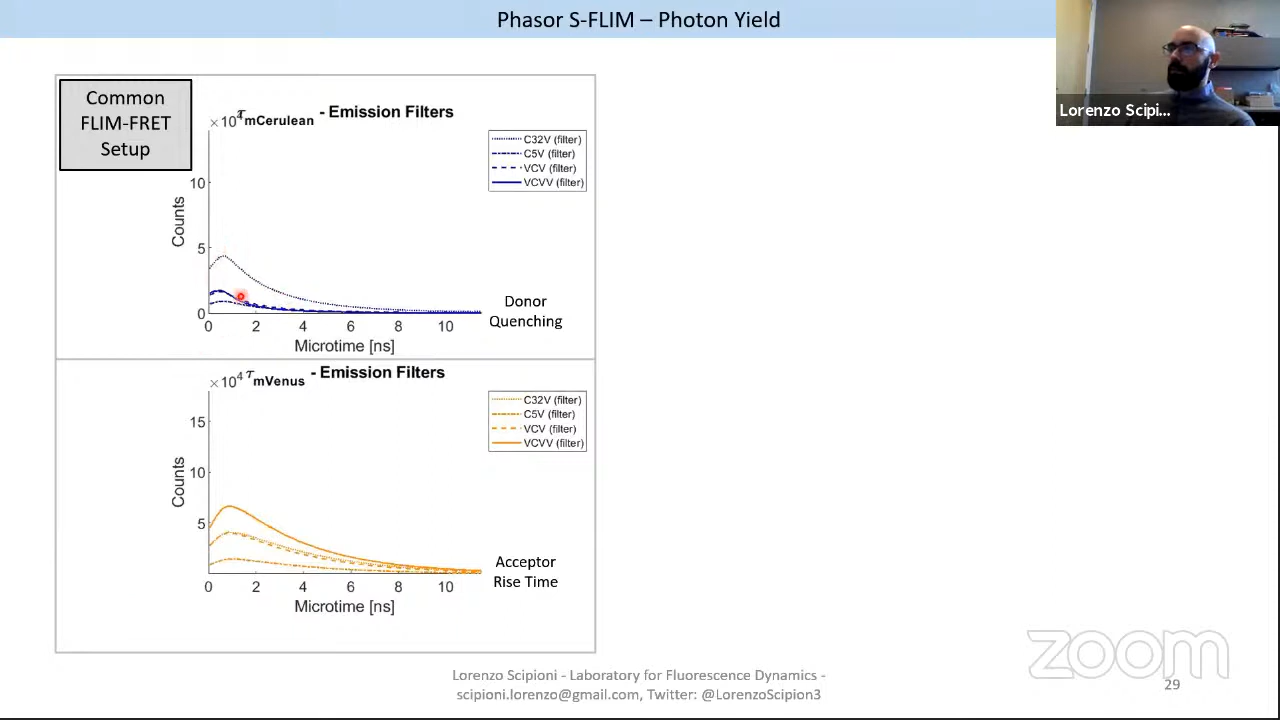 Phasor S-FLIM – Photon Yield
Lorenzo Scipi...
Common
FLIM-FRET
Setup
×10⁴
τmCerulean - Emission Filters
C32V (filter)
C5V (filter)
VCV (filter)
VCVV (filter)
Counts
10
5
0
0 2 4 6 8 10
Microtime [ns]
Donor
Quenching
×10⁴ τmVenus - Emission Filters
C32V (filter)
C5V (filter)
VCV (filter)
VCVV (filter)
Counts
15
10
5
0 2 4 6 8 10
Microtime [ns]
Acceptor
Rise Time
zoom
Lorenzo Scipioni - Laboratory for Fluorescence Dynamics -
scipioni.lorenzo@gmail.com, Twitter: @LorenzoScipion3
29